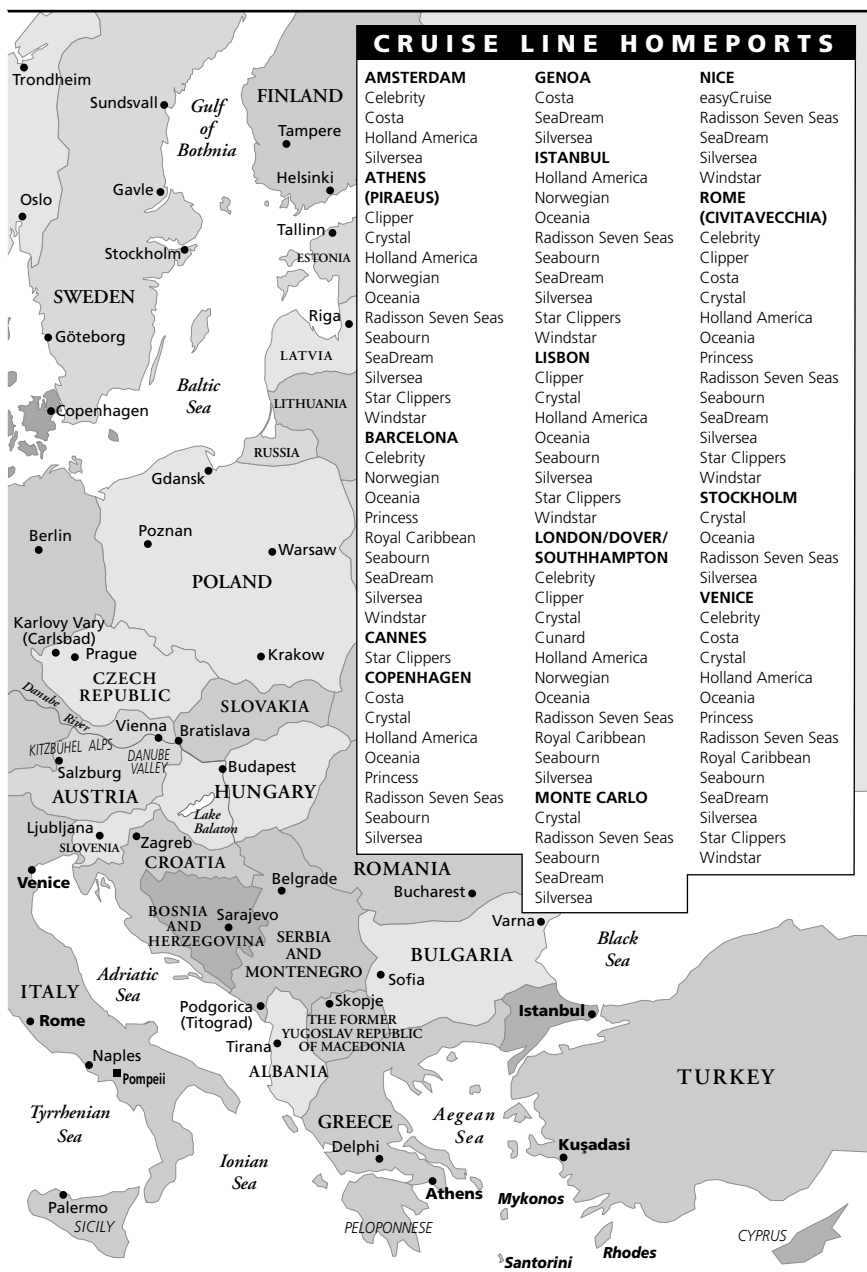 CRUISE LINE HOMEPORTS
AMSTERDAM
Celebrity
Costa
Holland America
Silversea
ATHENS
(PIRAEUS)
Clipper
Crystal
Holland America
Norwegian
Oceania
Radisson Seven Seas
Seabourn
SeaDream
Silversea
Star Clippers
Windstar
BARCELONA
Celebrity
Norwegian
Oceania
Princess
Royal Caribbean
Seabourn
SeaDream
Silversea
Windstar
CANNES
Star Clippers
COPENHAGEN
Costa
Crystal
Holland America
Oceania
Princess
Radisson Seven Seas
Seabourn
Silversea
GENOA
Costa
SeaDream
Silversea
ISTANBUL
Holland America
Norwegian
Oceania
Radisson Seven Seas
Seabourn
SeaDream
Silversea
Star Clippers
Windstar
LISBON
Clipper
Crystal
Holland America
Oceania
Seabourn
Silversea
Star Clippers
Windstar
LONDON/DOVER/
SOUTHHAMPTON
Celebrity
Clipper
Crystal
Cunard
Holland America
Norwegian
Oceania
Radisson Seven Seas
Royal Caribbean
Seabourn
Silversea
MONTE CARLO
Crystal
Radisson Seven Seas
Seabourn
SeaDream
Silversea
NICE
easyCruise
Radisson Seven Seas
SeaDream
Silversea
Windstar
ROME
(CIVITAVECCHIA)
Celebrity
Clipper
Costa
Crystal
Holland America
Oceania
Princess
Radisson Seven Seas
Seabourn
SeaDream
Silversea
Star Clippers
Windstar
STOCKHOLM
Crystal
Oceania
Radisson Seven Seas
Silversea
VENICE
Celebrity
Costa
Crystal
Holland America
Oceania
Princess
Radisson Seven Seas
Royal Caribbean
Seabourn
SeaDream
Silversea
Star Clippers
Windstar
Trondheim
Sundsvall
Gulf
of
Bothnia
FINLAND
Tampere
Helsinki
Gavle
Oslo
Tallinn
ESTONIA
Stockholm
SWEDEN
Riga
Göteborg
LATVIA
Baltic
Sea
LITHUANIA
Copenhagen
RUSSIA
Gdansk
Berlin
Poznan
Warsaw
POLAND
Karlovy Vary
(Carlsbad)
Prague
Krakow
CZECH
REPUBLIC
Danube
River
SLOVAKIA
Vienna
Bratislava
KITZBÜHEL ALPS
DANUBE
VALLEY
Salzburg
Budapest
AUSTRIA
HUNGARY
Lake
Balaton
Ljubljana
SLOVENIA
Zagreb
CROATIA
ROMANIA
Venice
Belgrade
Bucharest
BOSNIA
AND
HERZEGOVINA
Sarajevo
SERBIA
AND
MONTENEGRO
Varna
Black
Sea
BULGARIA
Sofia
Adriatic
Sea
ITALY
Rome
Podgorica
(Titograd)
Skopje
THE FORMER
YUGOSLAV REPUBLIC
OF MACEDONIA
Istanbul
Tirana
ALBANIA
Naples
Pompeii
TURKEY
Tyrrhenian
Sea
GREECE
Aegean
Sea
Delphi
Ionian
Sea
Kuşadasi
Athens
Mykonos
Palermo
SICILY
PELOPONNESE
CYPRUS
Santorini
Rhodes